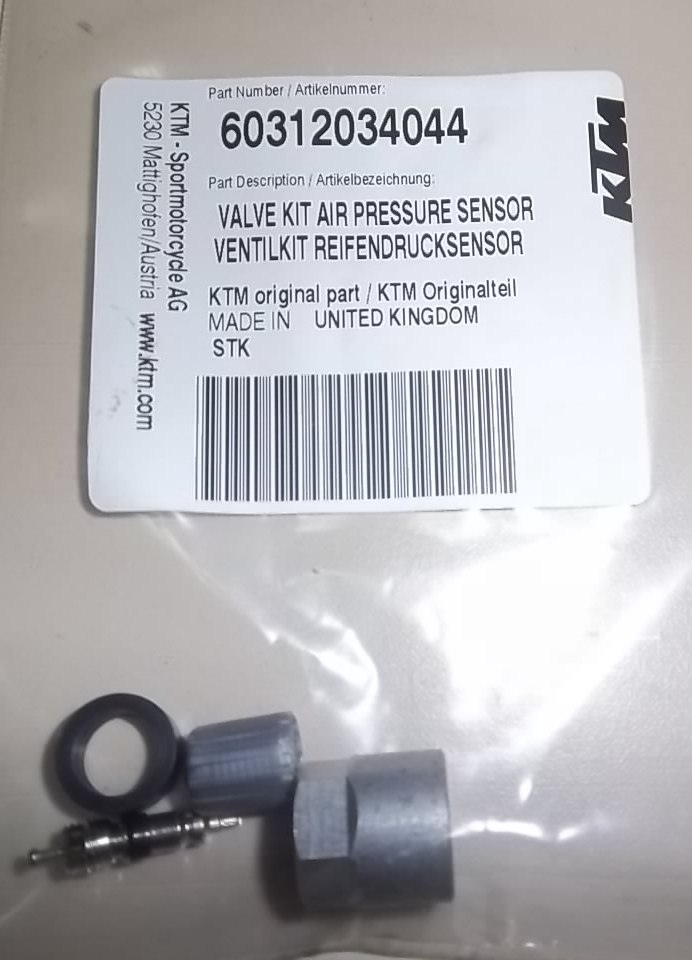 Part Number / Artikelnummer:
60312034044
Part Description / Artikelbezeichnung:
VALVE KIT AIR PRESSURE SENSOR
VENTILKIT REIFENDRUCKSENSOR
KTM original part / KTM Originalteil
MADE IN UNITED KINGDOM
STK
KTM - Sportmotorcycle AG
5230 Mattighofen/Austria www.ktm.com
KTM